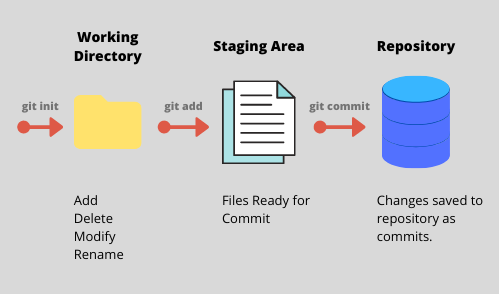 Working
Directory
Staging Area
Repository
git init
git add
git commit
Add
Delete
Modify
Rename
Files Ready for
Commit
Changes saved to
repository as
commits.